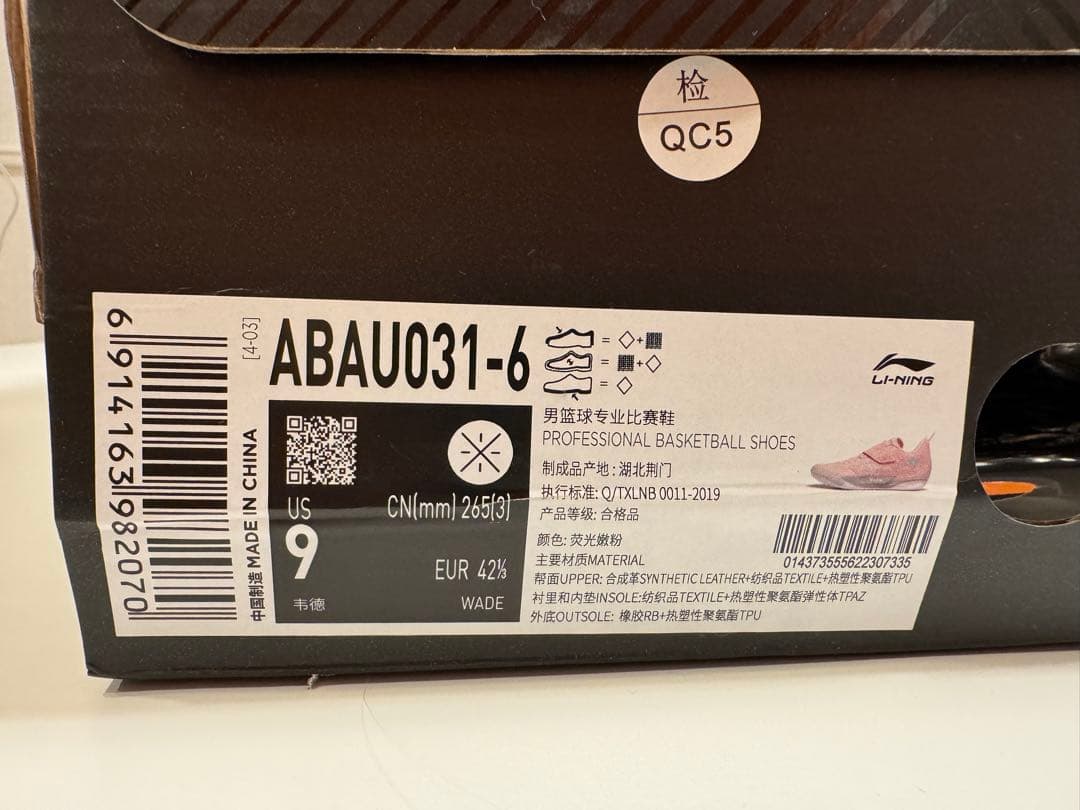 检
QC5
6914163982070
中国制造 MADE IN CHINA
[4-03]
ABAU031-6
US
9
CN(mm) 265(3)
EUR 42⅓
韦德
WADE
LI-NING
男篮球专业比赛鞋
PROFESSIONAL BASKETBALL SHOES
制成品产地: 湖北荆门
执行标准: Q/TXLNB 0011-2019
产品等级: 合格品
颜色: 荧光嫩粉
主要材质MATERIAL
帮面UPPER: 合成革SYNTHETIC LEATHER+纺织品TEXTILE+热塑性聚氨酯TPU
衬里和内垫INSOLE:纺织品TEXTILE+热塑性聚氨酯弹性体TPAZ
外底OUTSOLE: 橡胶RB+热塑性聚氨酯TPU
014373555622307335